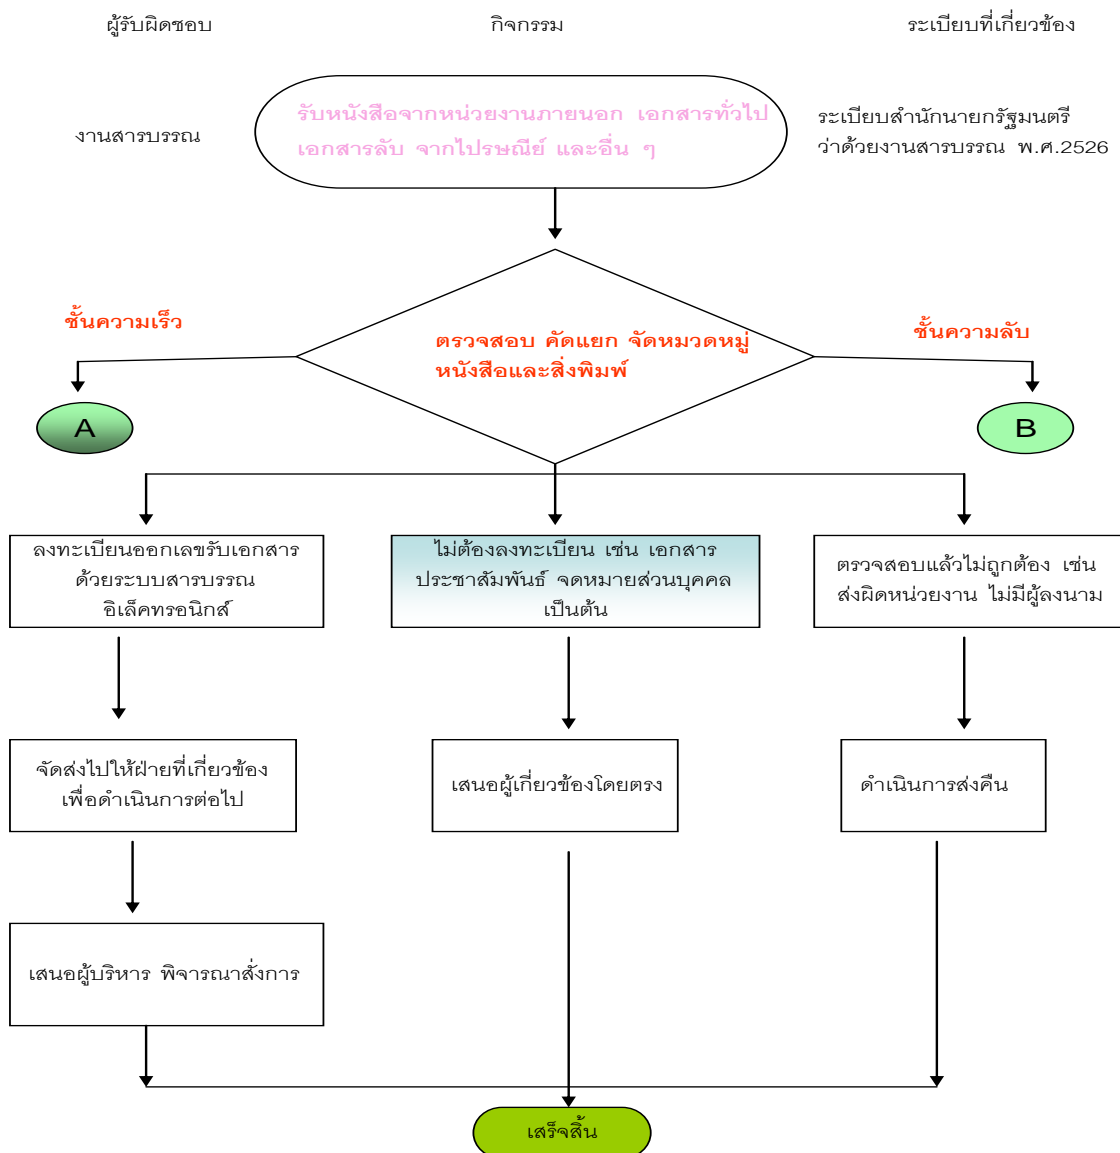 ผู้รับผิดชอบ
กิจกรรม
ระเบียบที่เกี่ยวข้อง
งานสารบรรณ
รับหนังสือจากหน่วยงานภายนอก เอกสารทั่วไป
เอกสารลับ จากไปรษณีย์ และอื่น ๆ
ระเบียบสำนักนายกรัฐมนตรี
ว่าด้วยงานสารบรรณ พ.ศ.2526
ชั้นความเร็ว
ตรวจสอบ คัดแยก จัดหมวดหมู่
หนังสือและสิ่งพิมพ์
ชั้นความลับ
A
B
ลงทะเบียนออกเลขรับเอกสาร
ด้วยระบบสารบรรณ
อิเล็คทรอนิกส์
ไม่ต้องลงทะเบียน เช่น เอกสาร
ประชาสัมพันธ์ จดหมายส่วนบุคคล
เป็นต้น
ตรวจสอบแล้วไม่ถูกต้อง เช่น
ส่งผิดหน่วยงาน ไม่มีผู้ลงนาม
จัดส่งไปให้ฝ่ายที่เกี่ยวข้อง
เพื่อดำเนินการต่อไป
เสนอผู้เกี่ยวข้องโดยตรง
ดำเนินการส่งคืน
เสนอผู้บริหาร พิจารณาสั่งการ
เสร็จสิ้น